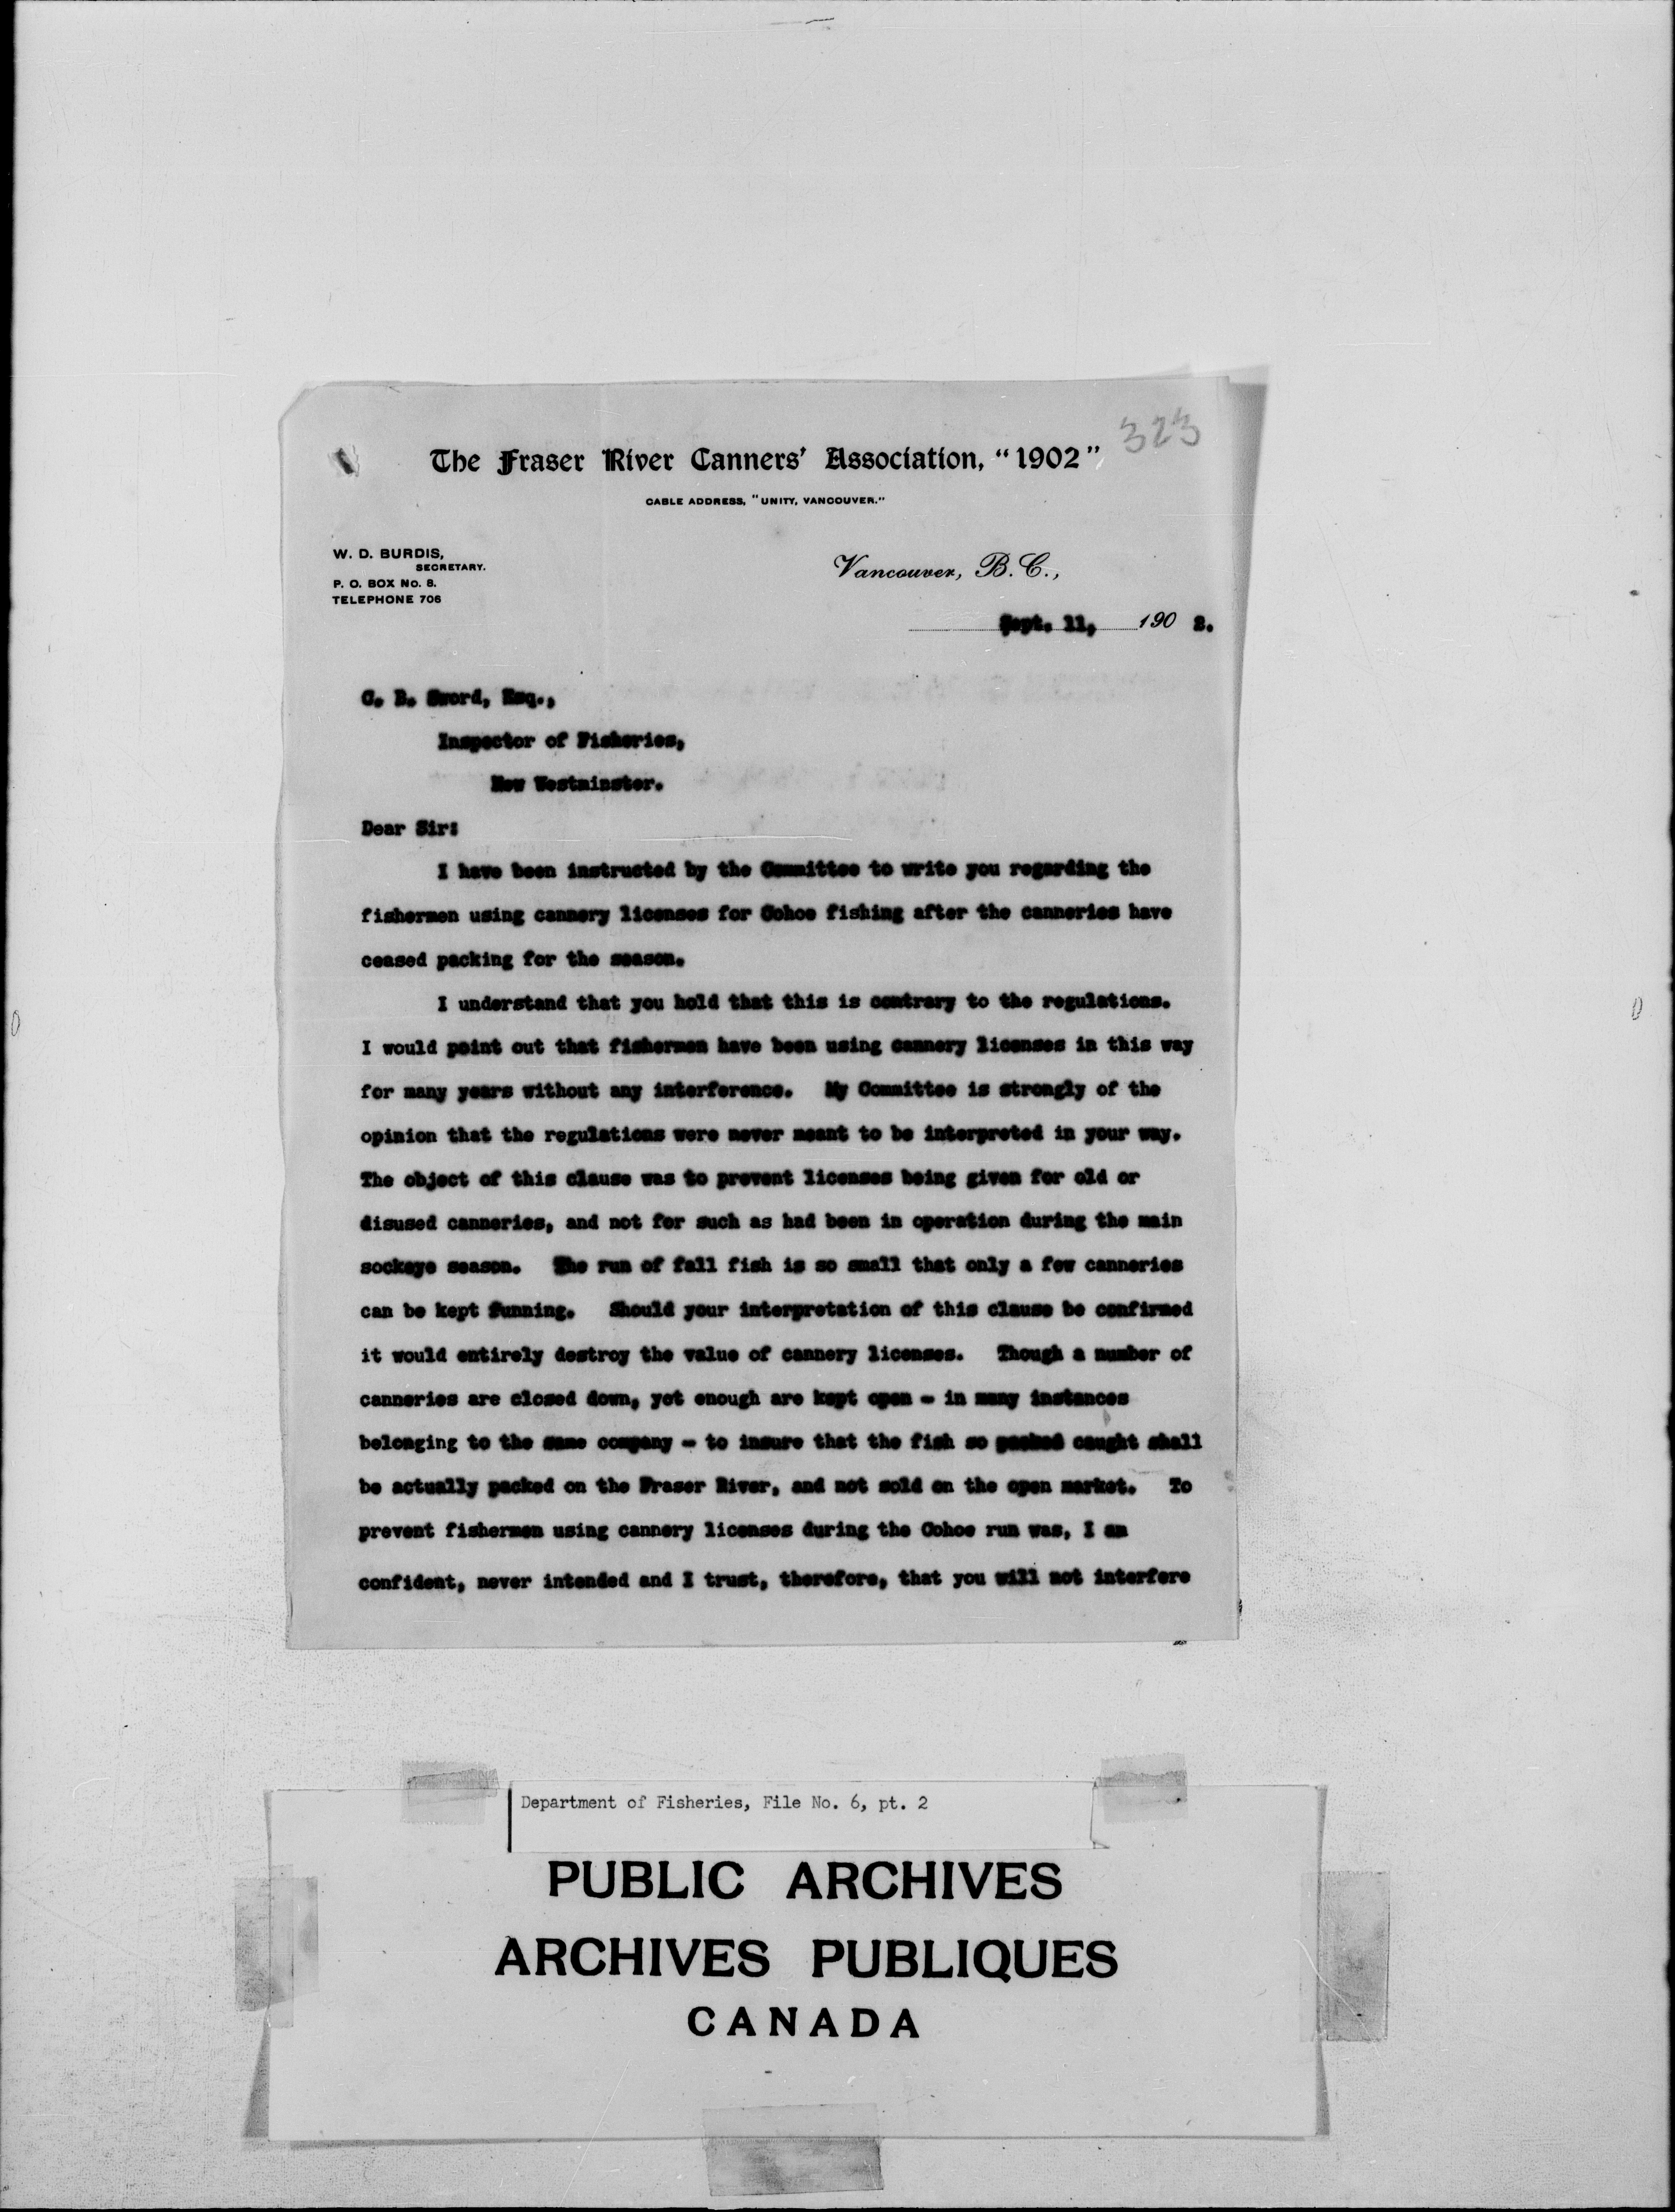 323
The Fraser River Canners' Association, "1902"
CABLE ADDRESS, "UNITY, VANCOUVER."
W. D. BURDIS,
SECRETARY.
P. O. BOX No. 8.
TELEPHONE 706
Vancouver, B. C.,
Sept. 11, 190 2.
C. B. Sword, Esq.,
Inspector of Fisheries,
New Westminster.
Dear Sir:
I have been instructed by the Committee to write you regarding the
fishermen using cannery licenses for Cohoe fishing after the canneries have
ceased packing for the season.
I understand that you hold that this is contrary to the regulations.
I would point out that fishermen have been using cannery licenses in this way
for many years without any interference. My Committee is strongly of the
opinion that the regulations were never meant to be interpreted in your way.
The object of this clause was to prevent licenses being given for old or
disused canneries, and not for such as had been in operation during the main
sockeye season. The run of fall fish is so small that only a few canneries
can be kept funning. Should your interpretation of this clause be confirmed
it would entirely destroy the value of cannery licenses. Though a number of
canneries are closed down, yet enough are kept open - in many instances
belonging to the same company - to insure that the fish so packed caught shall
be actually packed on the Fraser River, and not sold on the open market. To
prevent fishermen using cannery licenses during the Cohoe run was, I am
confident, never intended and I trust, therefore, that you will not interfere
Department of Fisheries, File No. 6, pt. 2
PUBLIC ARCHIVES
ARCHIVES PUBLIQUES
CANADA